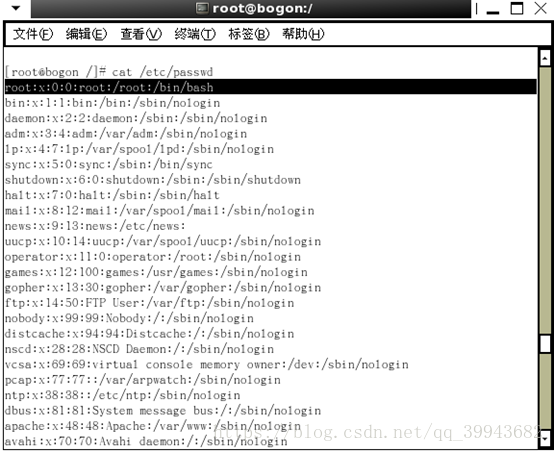 root@bogon:/
文件(F) 编辑(E) 查看(V) 终端(T) 标签(B) 帮助(H)
[root@bogon /]# cat /etc/passwd
root:x:0:0:root:/root:/bin/bash
bin:x:1:1:bin:/bin:/sbin/nologin
daemon:x:2:2:daemon:/sbin:/sbin/nologin
adm:x:3:4:adm:/var/adm:/sbin/nologin
lp:x:4:7:lp:/var/spool/lpd:/sbin/nologin
sync:x:5:0:sync:/sbin:/bin/sync
shutdown:x:6:0:shutdown:/sbin:/sbin/shutdown
halt:x:7:0:halt:/sbin:/sbin/halt
mail:x:8:12:mail:/var/spool/mail:/sbin/nologin
news:x:9:13:news:/etc/news:
uucp:x:10:14:uucp:/var/spool/uucp:/sbin/nologin
operator:x:11:0:operator:/root:/sbin/nologin
games:x:12:100:games:/usr/games:/sbin/nologin
gopher:x:13:30:gopher:/var/gopher:/sbin/nologin
ftp:x:14:50:FTP User:/var/ftp:/sbin/nologin
nobody:x:99:99:Nobody:/:/sbin/nologin
distcache:x:94:94:Distcache:/:/sbin/nologin
nscd:x:28:28:NSCD Daemon:/:/sbin/nologin
vcsa:x:69:69:virtual console memory owner:/dev:/sbin/nologin
pcap:x:77:77::/var/arpwatch:/sbin/nologin
ntp:x:38:38::/etc/ntp:/sbin/nologin
dbus:x:81:81:System message bus:/:/sbin/nologin
apache:x:48:48:Apache:/var/www:/sbin/nologin
avahi:x:70:70:Avahi daemon:/:/sbin/nologin
https://blog.csdn.net/qq_39943682